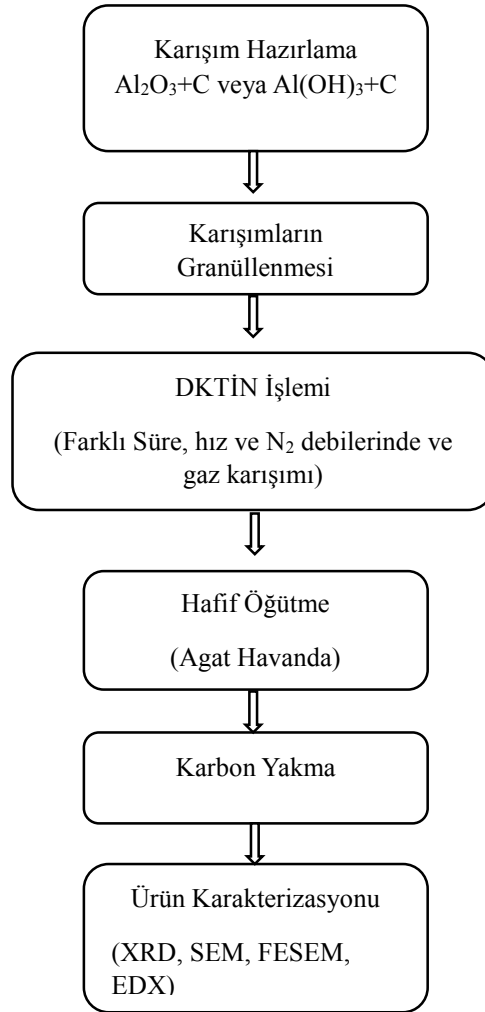 Karışım Hazırlama
Al₂O₃+C veya Al(OH)₃+C
Karışımların
Granüllenmesi
DKTİN İşlemi
(Farklı Süre, hız ve N₂ debilerinde ve
gaz karışımı)
Hafif Öğütme
(Agat Havanda)
Karbon Yakma
Ürün Karakterizasyonu
(XRD, SEM, FESEM,
EDX)